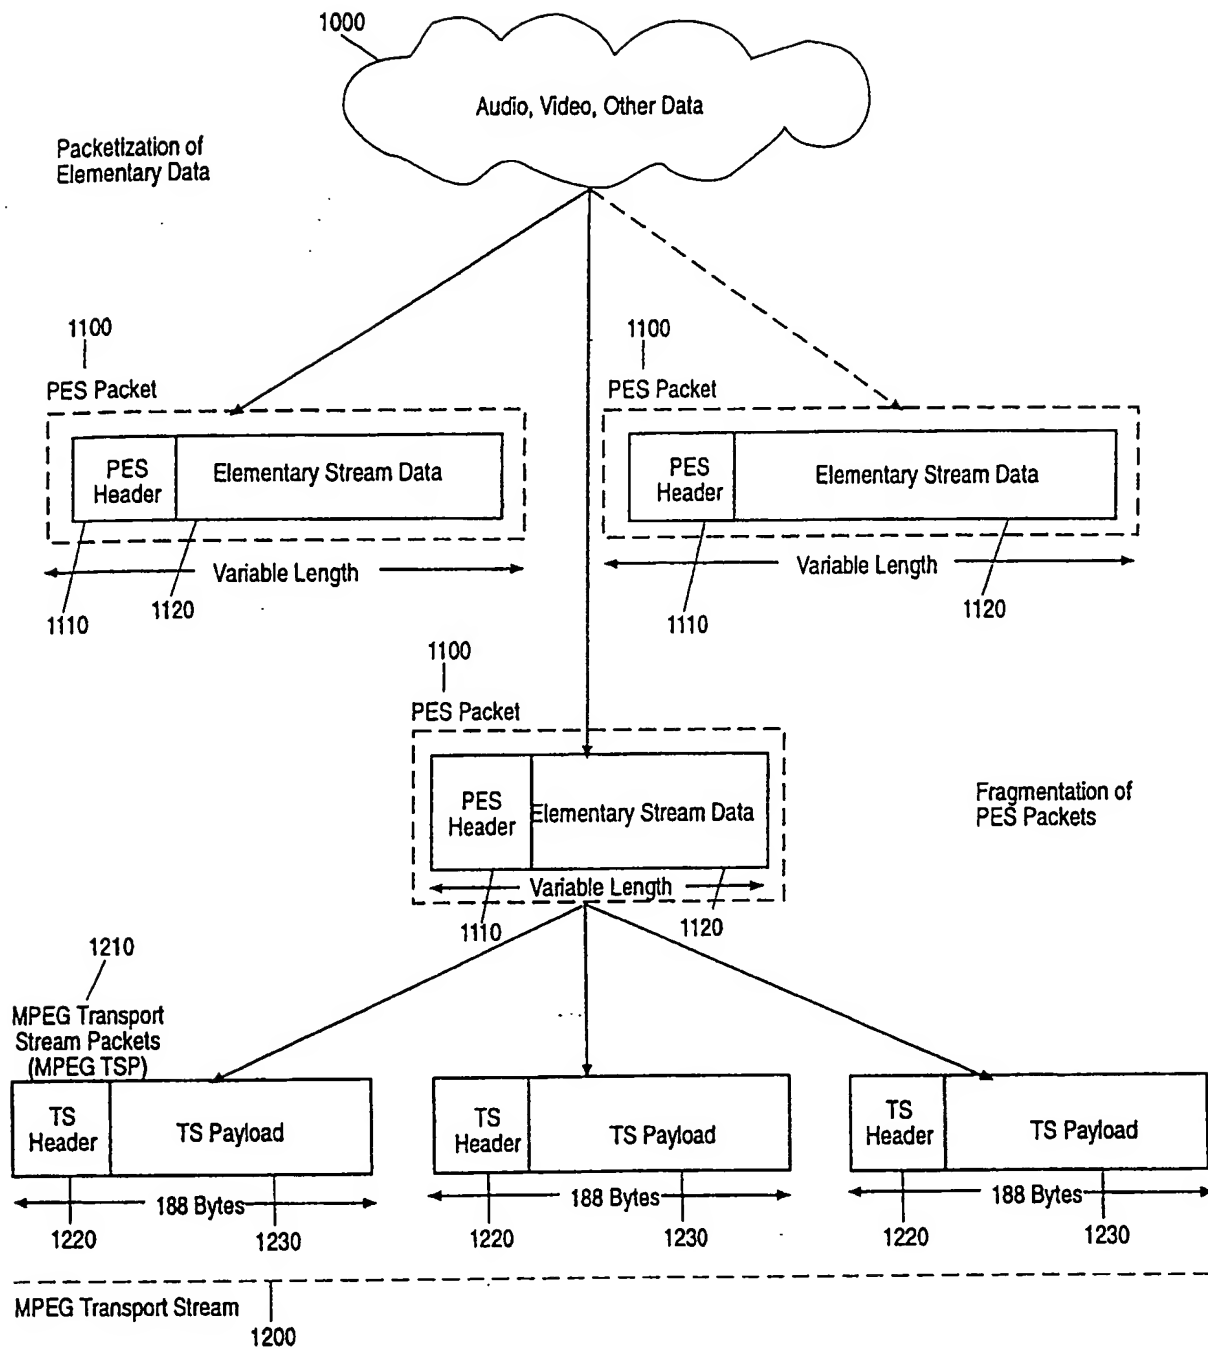 1000
Audio, Video, Other Data
Packetization of
Elementary Data
1100
PES Packet
PES
Header
Elementary Stream Data
Variable Length
1110
1120
1100
PES Packet
PES
Header
Elementary Stream Data
Variable Length
1110
1120
1100
PES Packet
PES
Header
Elementary Stream Data
Variable Length
1110
1120
Fragmentation of
PES Packets
1210
MPEG Transport
Stream Packets
(MPEG TSP)
TS
Header
TS Payload
188 Bytes
1220
1230
TS
Header
TS Payload
188 Bytes
1220
1230
TS
Header
TS Payload
188 Bytes
1220
1230
MPEG Transport Stream
1200